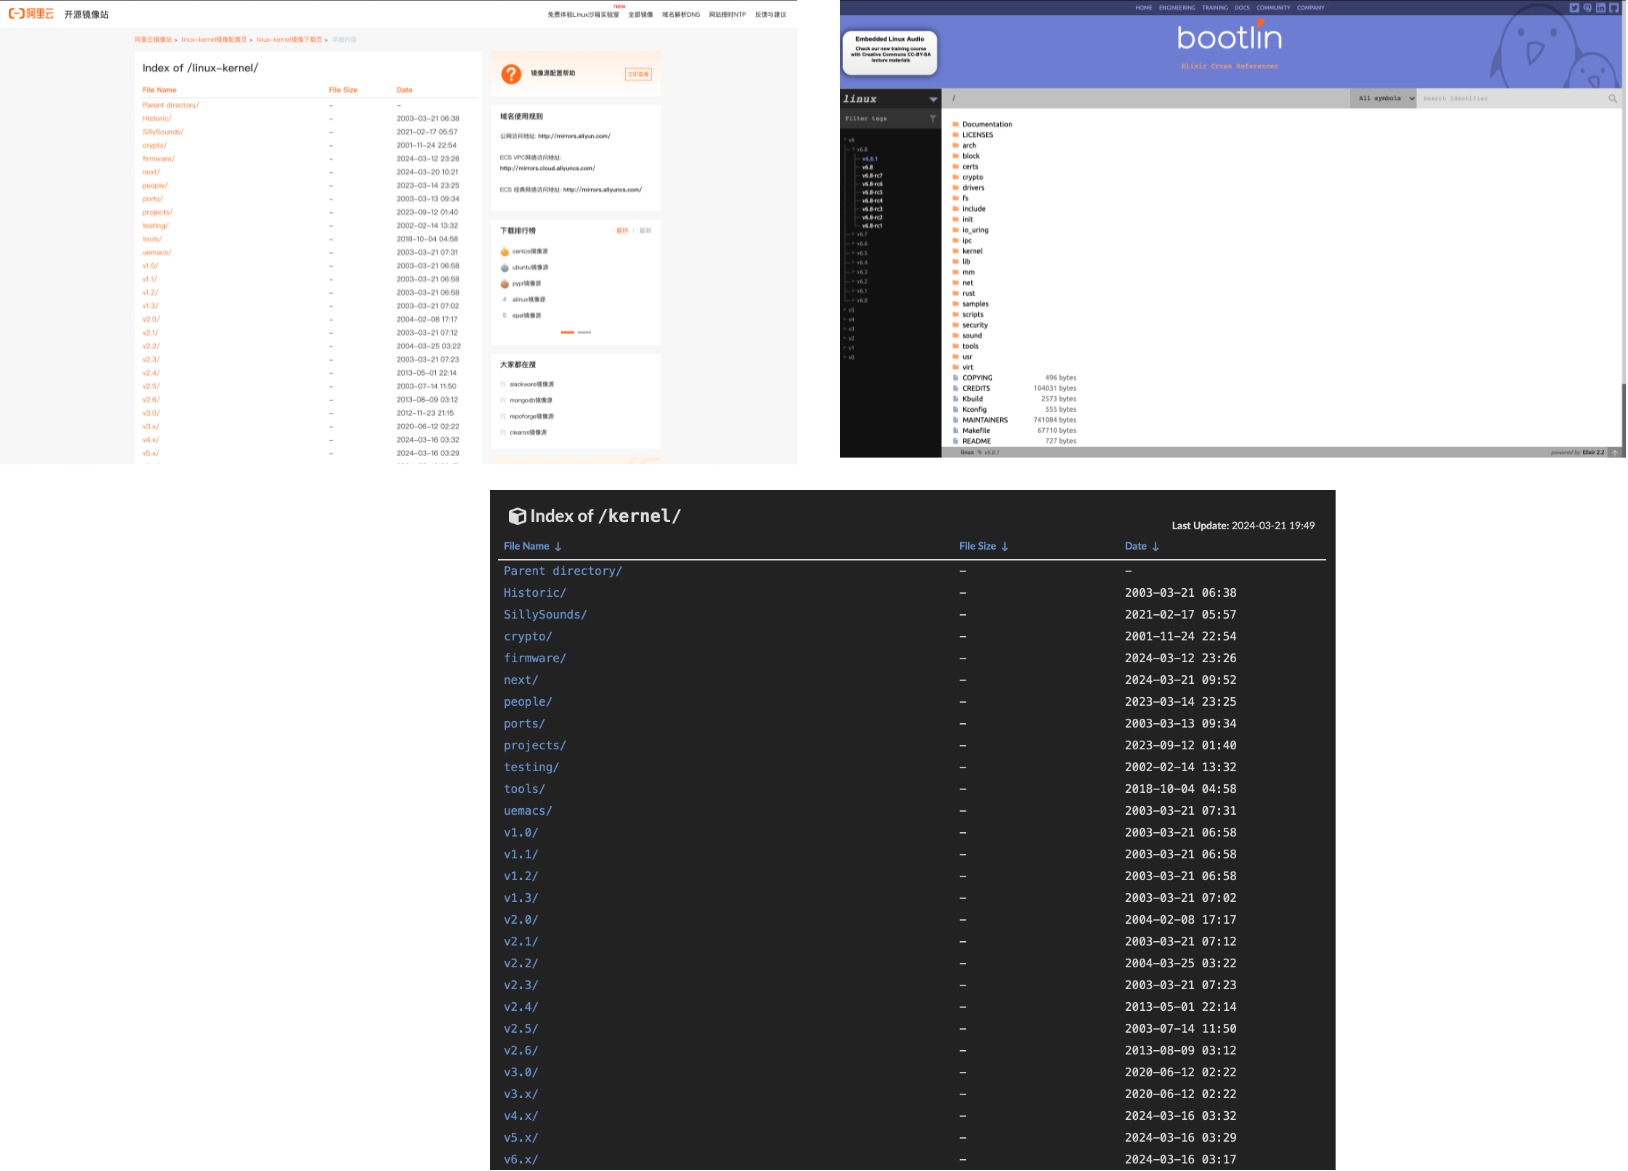 阿里云 开源镜像站
new
免费体验Linux沙箱实验室 全部镜像 域名解析DNS 网站授时NTP 反馈与建议
阿里云镜像站 > linux-kernel镜像配置页 > linux-kernel镜像下载页 >
Index of /linux-kernel/
File Name File Size Date
Parent directory/ - -
Historic/ - 2003-03-21 06:38
SillySounds/ - 2021-02-17 05:57
crypto/ - 2001-11-24 22:54
firmware/ - 2024-03-12 23:26
next/ - 2024-03-20 10:21
people/ - 2023-03-14 23:25
ports/ - 2003-03-13 09:34
projects/ - 2023-09-12 01:40
testing/ - 2002-02-14 13:32
tools/ - 2018-10-04 04:58
uemacs/ - 2003-03-21 07:31
v1.0/ - 2003-03-21 06:58
v1.1/ - 2003-03-21 06:58
v1.2/ - 2003-03-21 06:58
v1.3/ - 2003-03-21 07:02
v2.0/ - 2004-02-08 17:17
v2.1/ - 2003-03-21 07:12
v2.2/ - 2004-03-25 03:22
v2.3/ - 2003-03-21 07:23
v2.4/ - 2013-05-01 22:14
v2.5/ - 2003-07-14 11:50
v2.6/ - 2013-08-09 03:12
v3.0/ - 2012-11-23 21:15
v3.x/ - 2020-06-12 02:22
v4.x/ - 2024-03-16 03:32
v5.x/ - 2024-03-16 03:29
镜像源配置帮助 立即查看
域名使用规则
公网访问地址: http://mirrors.aliyun.com/
ECS VPC网络访问地址:
http://mirrors.cloud.aliyuncs.com/
ECS 经典网络访问地址: http://mirrors.aliyuncs.com/
下载排行榜 最热 | 最新
centos镜像源
ubuntu镜像源
pypi镜像源
4 alinux镜像源
5 epel镜像源
大家都在搜
slackware镜像源
mongodb镜像源
repoforge镜像源
clearos镜像源
HOME ENGINEERING TRAINING DOCS COMMUNITY COMPANY
Embedded Linux Audio
Check our new training course
with Creative Commons CC-BY-SA
lecture materials
bootlin
Elixir Cross Referencer
linux / All symbols Search Identifier
Filter tags
v6
v6.8
v6.8.1
v6.8
v6.8-rc7
v6.8-rc6
v6.8-rc5
v6.8-rc4
v6.8-rc3
v6.8-rc2
v6.8-rc1
v6.7
v6.6
v6.5
v6.4
v6.3
v6.2
v6.1
v6.0
v5
v4
v3
v2
v1
v0
Documentation
LICENSES
arch
block
certs
crypto
drivers
fs
include
init
io_uring
ipc
kernel
lib
mm
net
rust
samples
scripts
security
sound
tools
usr
virt
COPYING 496 bytes
CREDITS 104031 bytes
Kbuild 2573 bytes
Kconfig 555 bytes
MAINTAINERS 741084 bytes
Makefile 67710 bytes
README 727 bytes
linux v6.8.1 powered by Elixir 2.2
Index of /kernel/
Last Update: 2024-03-21 19:49
File Name ↓ File Size ↓ Date ↓
Parent directory/ - -
Historic/ - 2003-03-21 06:38
SillySounds/ - 2021-02-17 05:57
crypto/ - 2001-11-24 22:54
firmware/ - 2024-03-12 23:26
next/ - 2024-03-21 09:52
people/ - 2023-03-14 23:25
ports/ - 2003-03-13 09:34
projects/ - 2023-09-12 01:40
testing/ - 2002-02-14 13:32
tools/ - 2018-10-04 04:58
uemacs/ - 2003-03-21 07:31
v1.0/ - 2003-03-21 06:58
v1.1/ - 2003-03-21 06:58
v1.2/ - 2003-03-21 06:58
v1.3/ - 2003-03-21 07:02
v2.0/ - 2004-02-08 17:17
v2.1/ - 2003-03-21 07:12
v2.2/ - 2004-03-25 03:22
v2.3/ - 2003-03-21 07:23
v2.4/ - 2013-05-01 22:14
v2.5/ - 2003-07-14 11:50
v2.6/ - 2013-08-09 03:12
v3.0/ - 2020-06-12 02:22
v3.x/ - 2020-06-12 02:22
v4.x/ - 2024-03-16 03:32
v5.x/ - 2024-03-16 03:29
v6.x/ - 2024-03-16 03:17